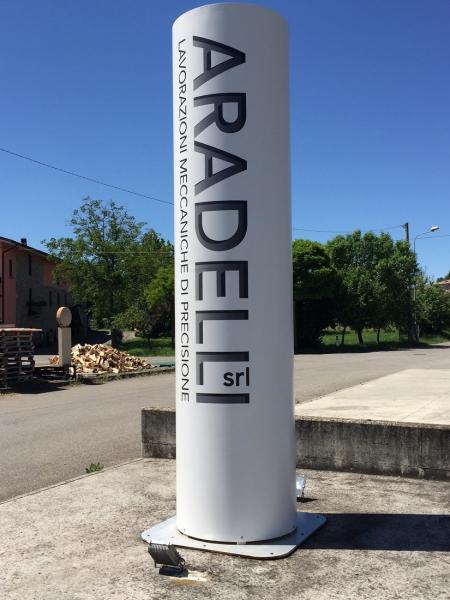 ARADELLI
srl
LAVORAZIONI MECCANICHE DI PRECISIONE